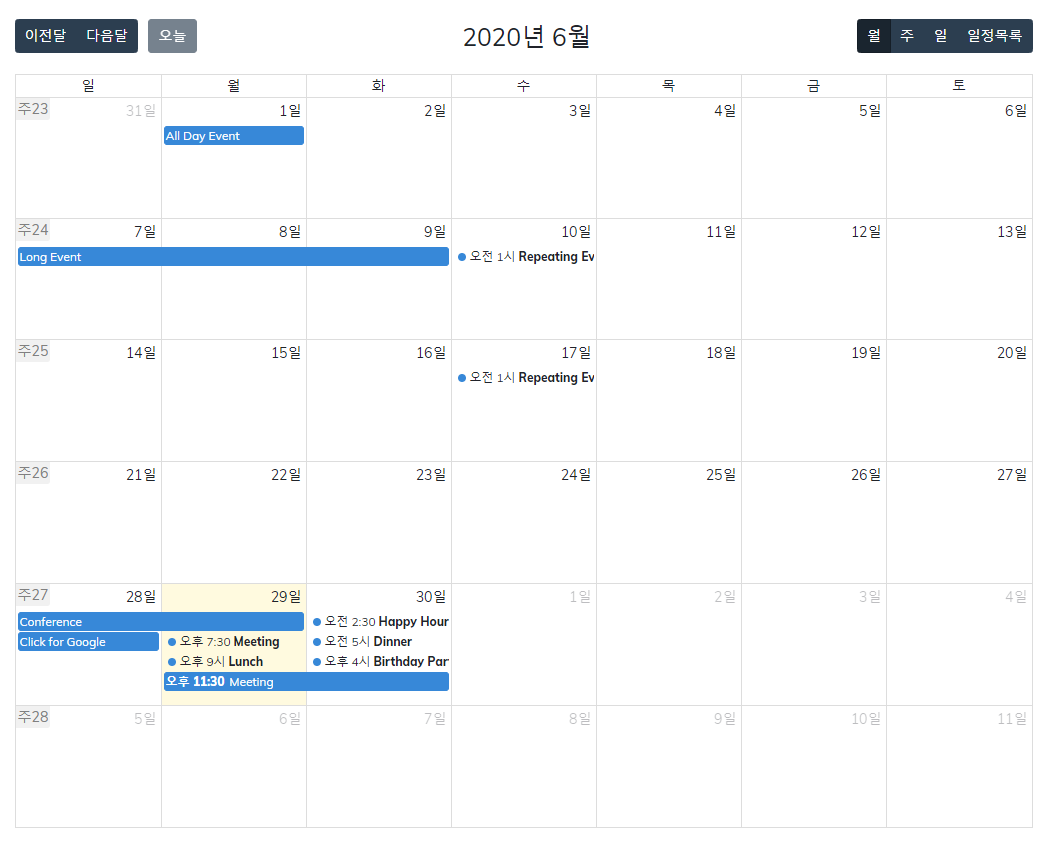 이전달 다음달 오늘 2020년 6월 월 주 일 일정목록
일 월 화 수 목 금 토
주23 31일 1일 2일 3일 4일 5일 6일
All Day Event
주24 7일 8일 9일 10일 11일 12일 13일
Long Event 오전 1시 Repeating Ev
주25 14일 15일 16일 17일 18일 19일 20일
오전 1시 Repeating Ev
주26 21일 22일 23일 24일 25일 26일 27일
주27 28일 29일 30일 1일 2일 3일 4일
Conference 오전 2:30 Happy Hour
Click for Google 오후 7:30 Meeting 오전 5시 Dinner
오후 9시 Lunch 오후 4시 Birthday Par
오후 11:30 Meeting
주28 5일 6일 7일 8일 9일 10일 11일